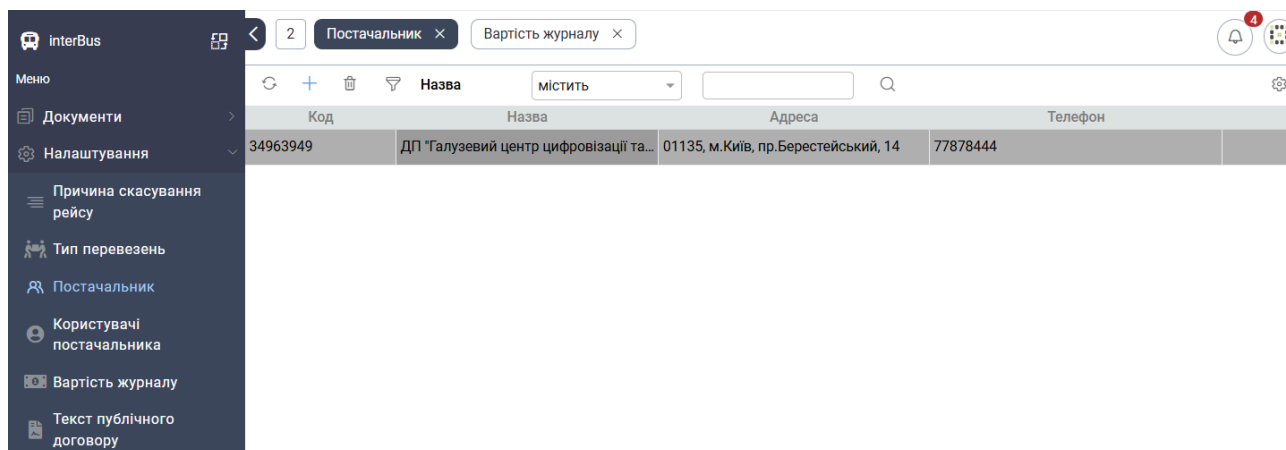 interBus
2
Постачальник
Вартість журналу
4
Меню
Назва
містить
Документи
Код
Назва
Адреса
Телефон
Налаштування
34963949
ДП "Галузевий центр цифровізації та...
01135, м.Київ, пр.Берестейський, 14
77878444
Причина скасування
рейсу
Тип перевезень
Постачальник
Користувачі
постачальника
Вартість журналу
Текст публічного
договору